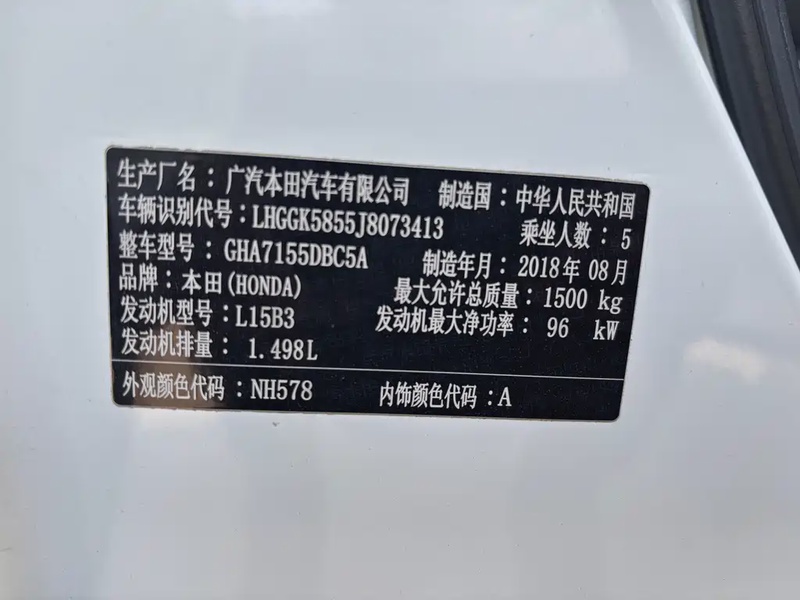 生产厂名：广汽本田汽车有限公司 制造国：中华人民共和国
车辆识别代号：LHGGK5855J8073413 乘坐人数：5
整车型号：GHA7155DBC5A 制造年月：2018年08月
品牌：本田(HONDA) 最大允许总质量：1500 kg
发动机型号：L15B3 发动机最大净功率：96 kW
发动机排量：1.498L
外观颜色代码：NH578 内饰颜色代码：A